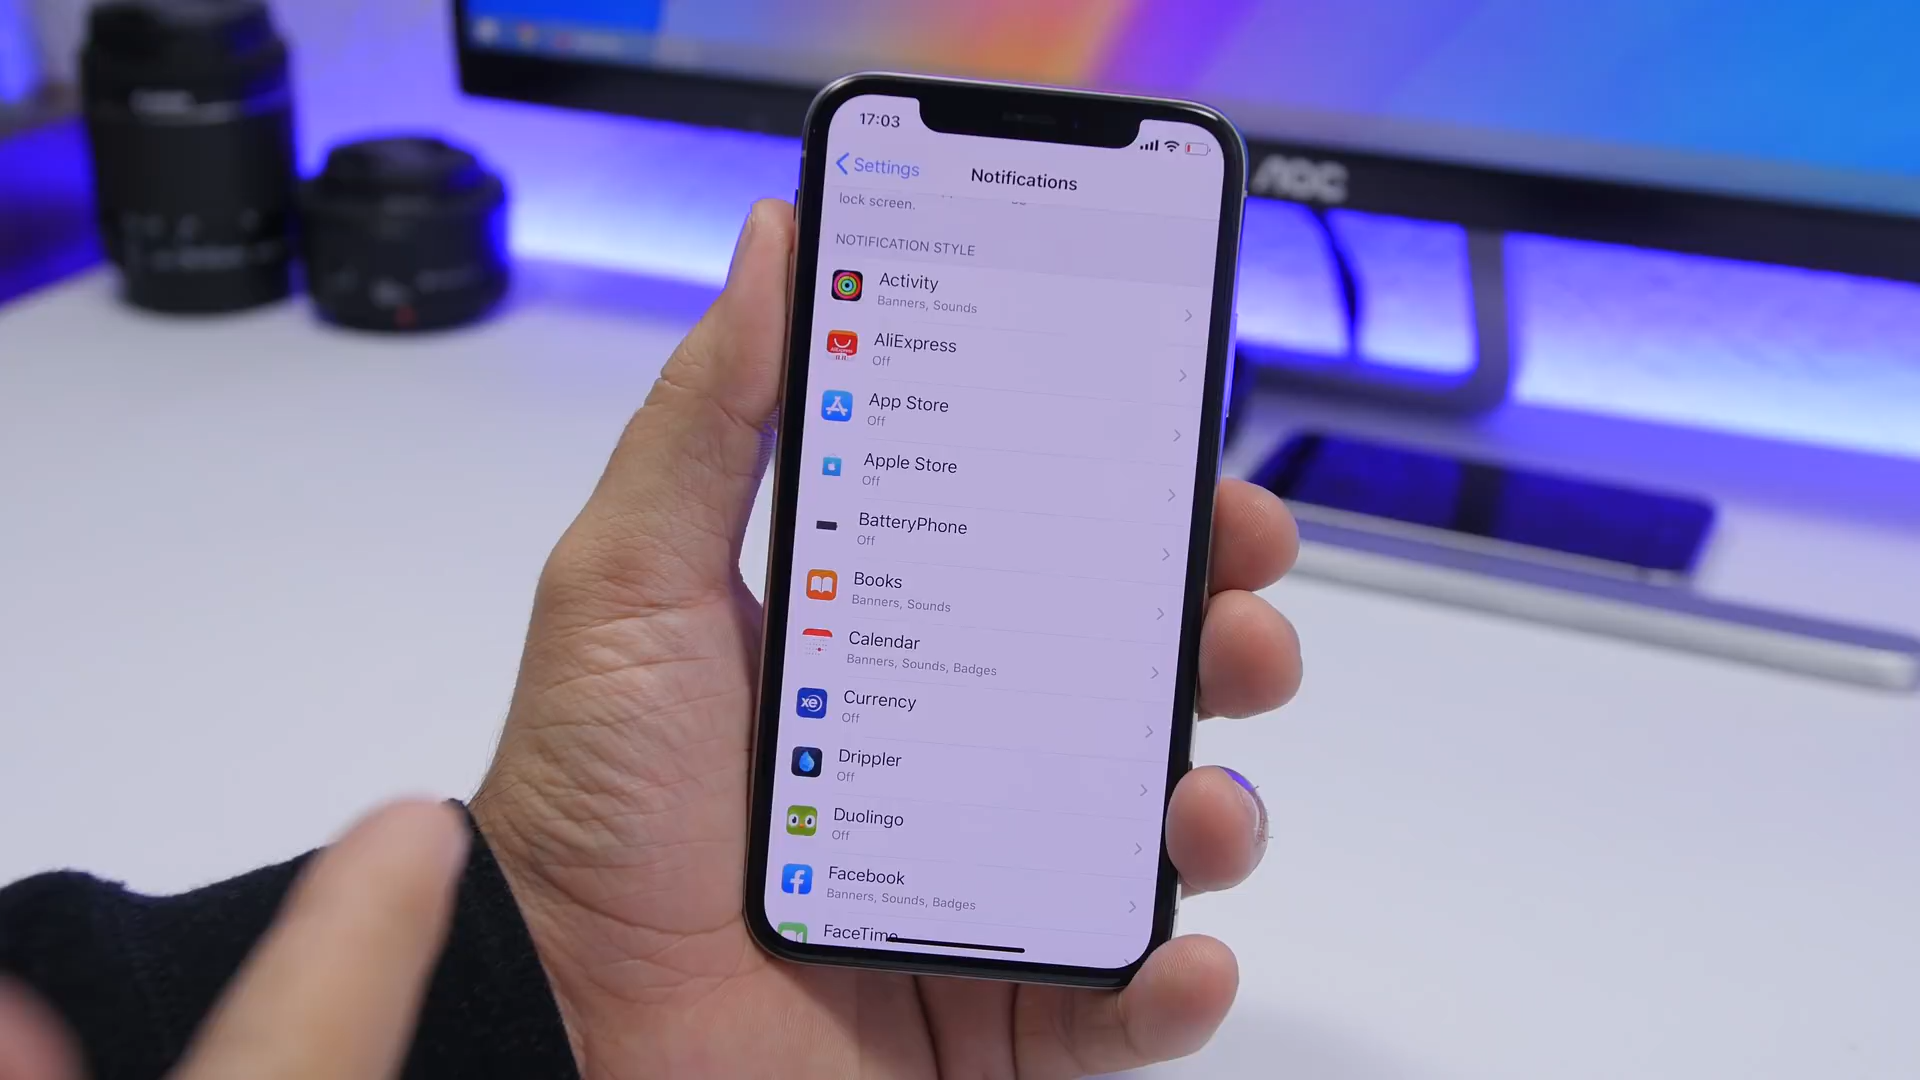 17:03
Settings
Notifications
lock screen.
NOTIFICATION STYLE
Activity
Banners, Sounds
AliExpress
Off
App Store
Off
Apple Store
Off
BatteryPhone
Off
Books
Banners, Sounds
Calendar
Banners, Sounds, Badges
xe
Currency
Off
Drippler
Off
Duolingo
Off
Facebook
Banners, Sounds, Badges
FaceTime
AOC